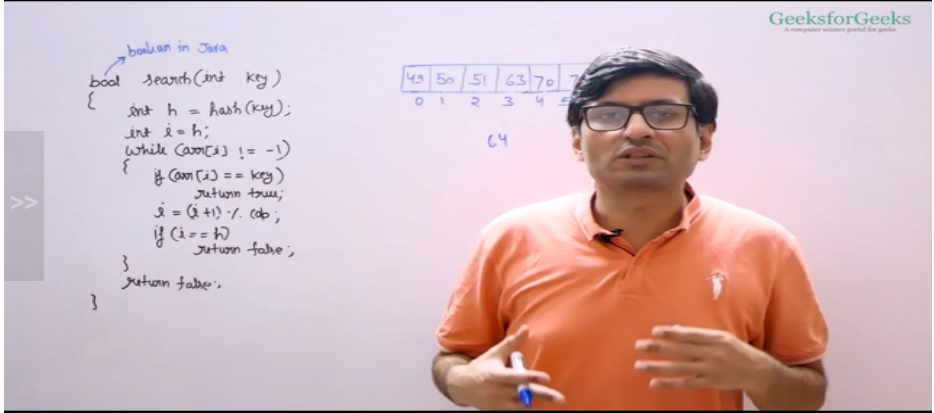 GeeksforGeeks
A computer science portal for geeks
boolean in Java
bool search(int key)
{
int h = hash(key);
int i = h;
while (arr[i] != -1)
{
if (arr[i] == key)
return true;
i = (i+1) % cap;
if (i == h)
return false;
}
return false;
}
49 50 51 63 70
0 1 2 3 4 5
64
>>